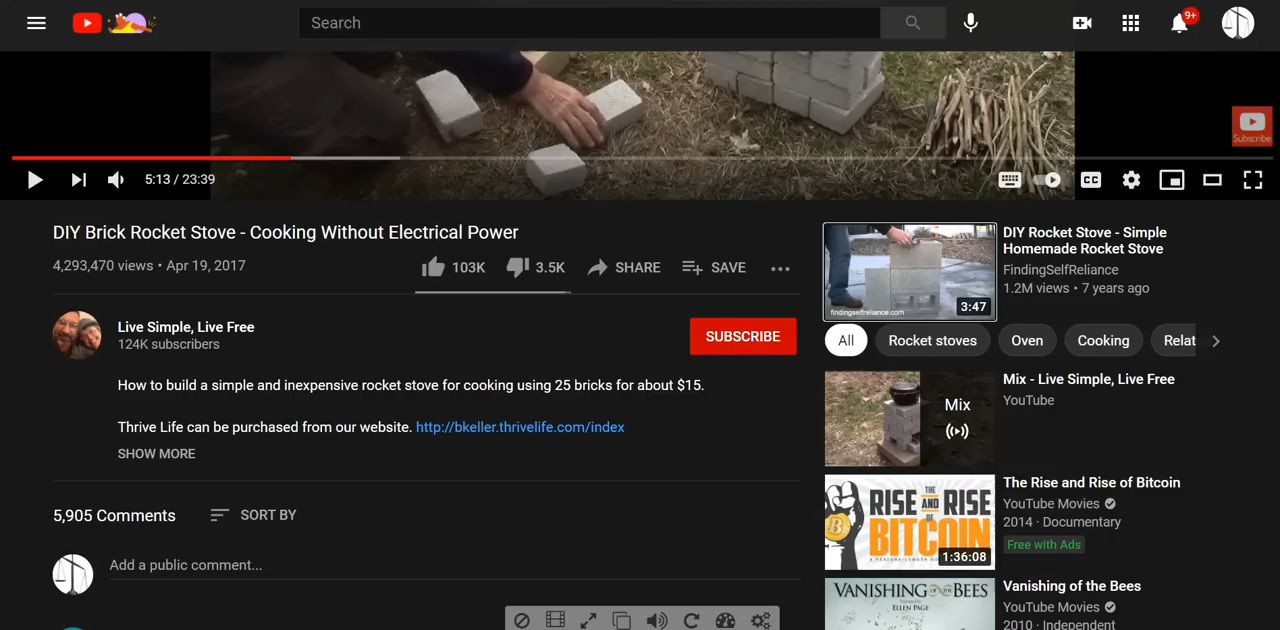 Search
9+
Subscribe
5:13 / 23:39
CC
DIY Brick Rocket Stove - Cooking Without Electrical Power
4,293,470 views • Apr 19, 2017
103K
3.5K
SHARE
SAVE
Live Simple, Live Free
124K subscribers
SUBSCRIBE
How to build a simple and inexpensive rocket stove for cooking using 25 bricks for about $15.
Thrive Life can be purchased from our website. http://bkeller.thrivelife.com/index
SHOW MORE
5,905 Comments
SORT BY
Add a public comment...
findingselfreliance.com
3:47
DIY Rocket Stove - Simple
Homemade Rocket Stove
FindingSelfReliance
1.2M views • 7 years ago
All
Rocket stoves
Oven
Cooking
Relat
Mix
Mix - Live Simple, Live Free
YouTube
THE
RISE AND RISE
OF
BITCOIN
1:36:08
The Rise and Rise of Bitcoin
YouTube Movies
2014 · Documentary
Free with Ads
VANISHING OF THE BEES
ELLEN PAGE
Vanishing of the Bees
YouTube Movies
2010 · Independent